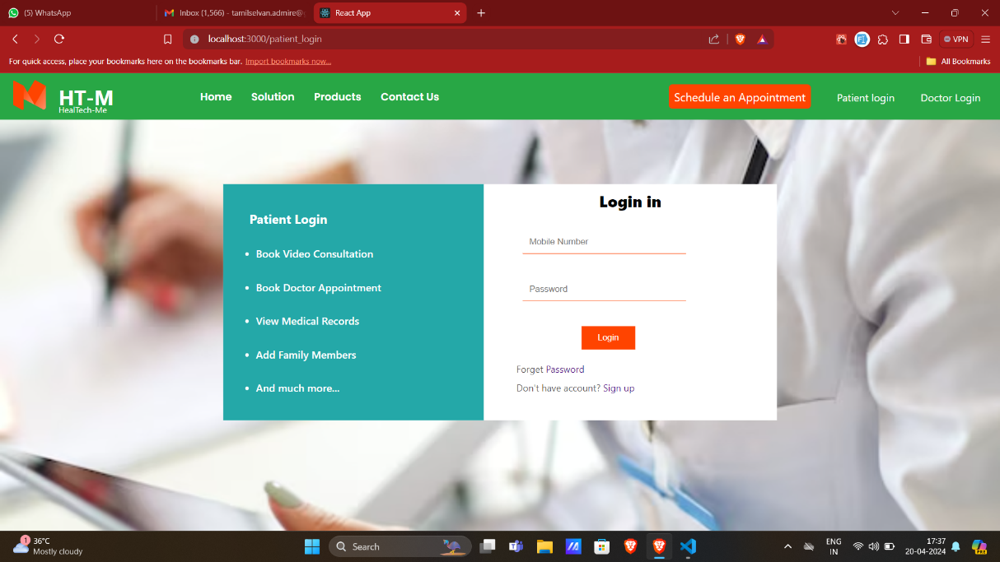 (5) WhatsApp
Inbox (1,566) - tamilselvan.admire@
React App
localhost:3000/patient_login
VPN
For quick access, place your bookmarks here on the bookmarks bar. Import bookmarks now...
All Bookmarks
HT-M
HealTech-Me
Home
Solution
Products
Contact Us
Schedule an Appointment
Patient login
Doctor Login
Patient Login
• Book Video Consultation
• Book Doctor Appointment
• View Medical Records
• Add Family Members
• And much more...
Login in
Mobile Number
Password
Login
Forget Password
Don't have account? Sign up
1
36°C
Mostly cloudy
Search
ENG
IN
17:37
20-04-2024
PRE